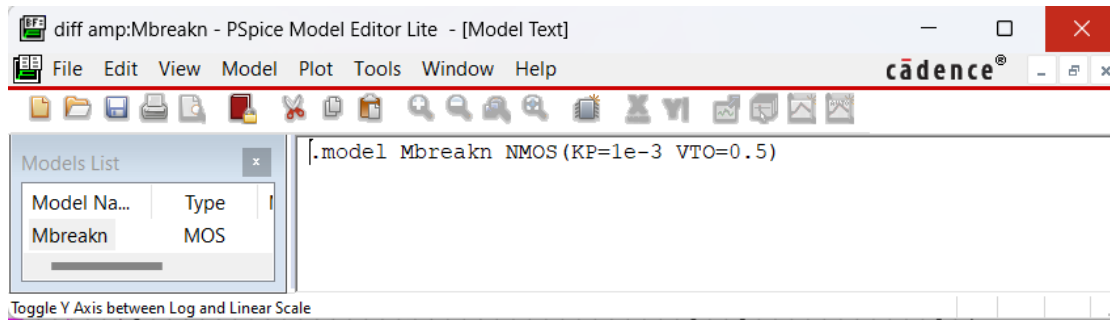 diff amp:Mbreakn - PSpice Model Editor Lite - [Model Text]
File Edit View Model Plot Tools Window Help
cādence®
Models List
.model Mbreakn NMOS(KP=1e-3 VTO=0.5)
Model Na... Type
Mbreakn MOS
Toggle Y Axis between Log and Linear Scale